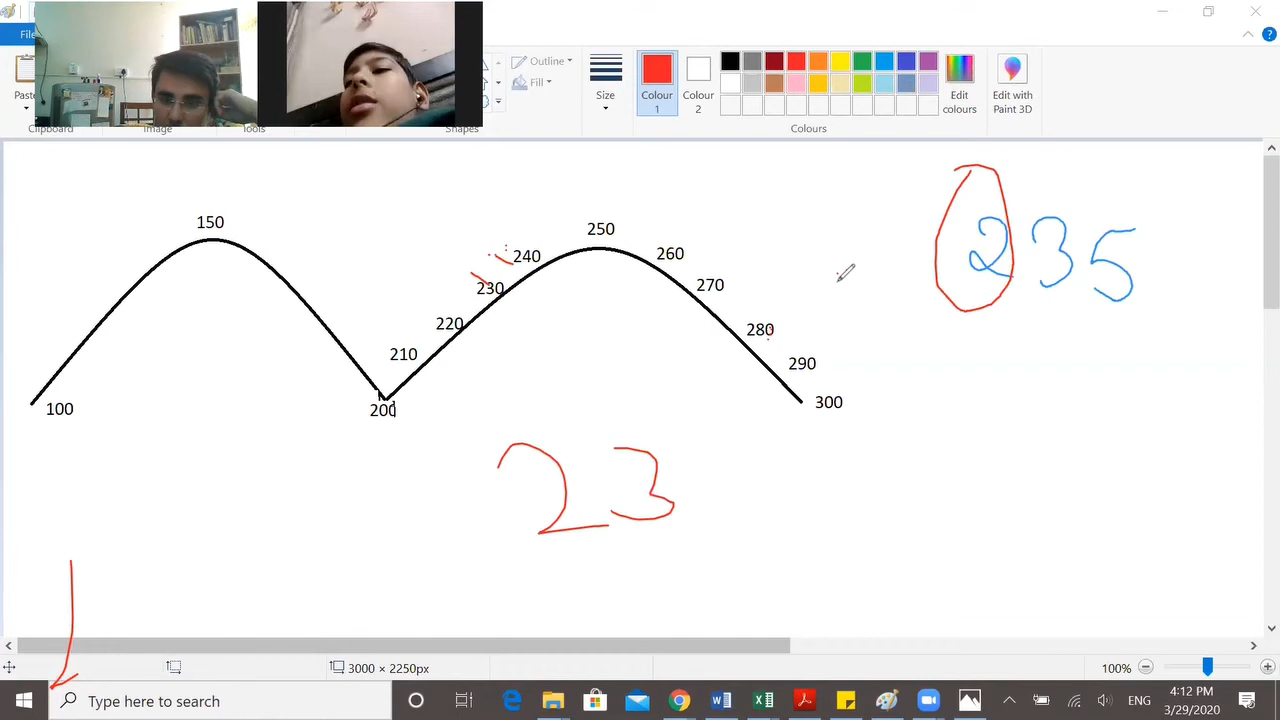 File
Paste
Clipboard
Image
Tools
Outline
Fill
Shapes
Size
Colour 1
Colour 2
Edit colours
Edit with Paint 3D
Colours
150
250
240
260
230
270
220
280
210
290
100
200
300
235
23
3000 × 2250px
100%
Type here to search
ENG
4:12 PM
3/29/2020